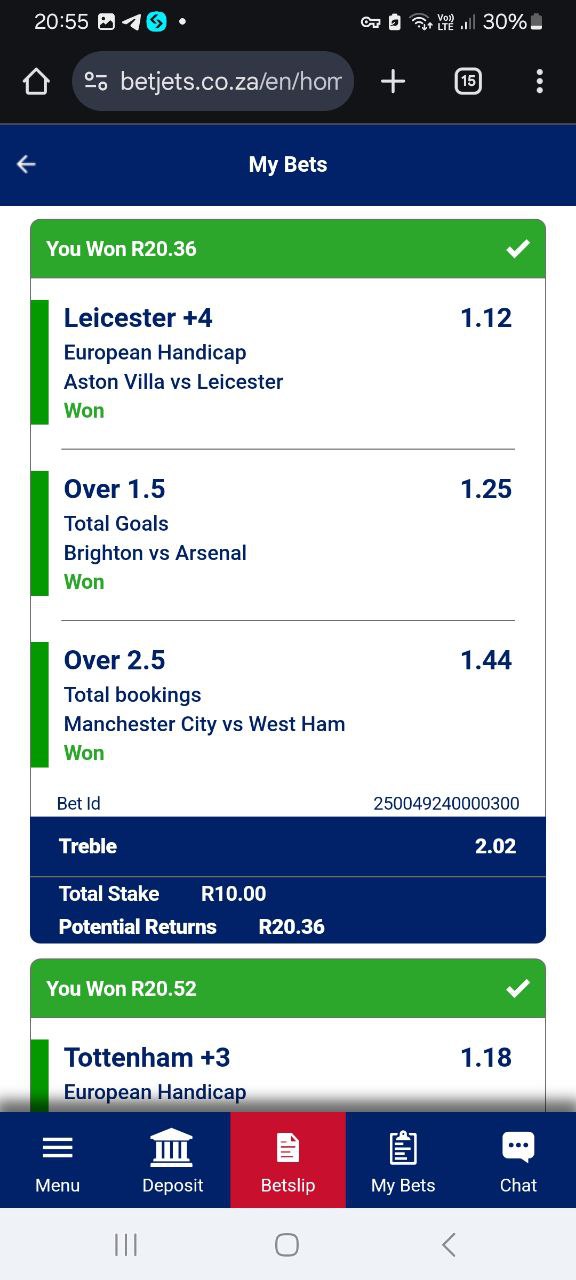 20:55
Vo)) LTE
30%
betjets.co.za/en/hom
15
My Bets
You Won R20.36
Leicester +4 1.12
European Handicap
Aston Villa vs Leicester
Won
Over 1.5 1.25
Total Goals
Brighton vs Arsenal
Won
Over 2.5 1.44
Total bookings
Manchester City vs West Ham
Won
Bet Id 250049240000300
Treble 2.02
Total Stake R10.00
Potential Returns R20.36
You Won R20.52
Tottenham +3 1.18
European Handicap
Menu Deposit Betslip My Bets Chat